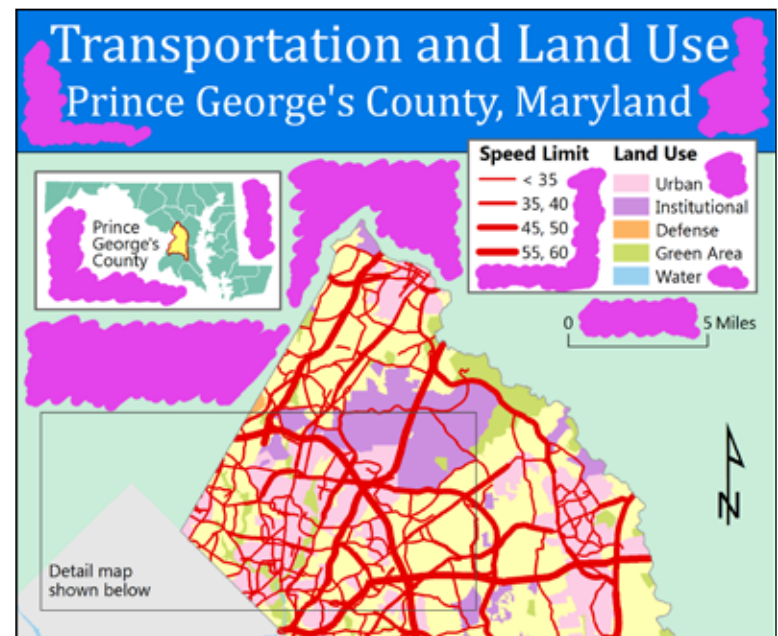 Transportation and Land Use
Prince George's County, Maryland
Speed Limit
< 35
35, 40
45, 50
55, 60
Land Use
Urban
Institutional
Defense
Green Area
Water
Prince
George's
County
0 5 Miles
N
Detail map
shown below